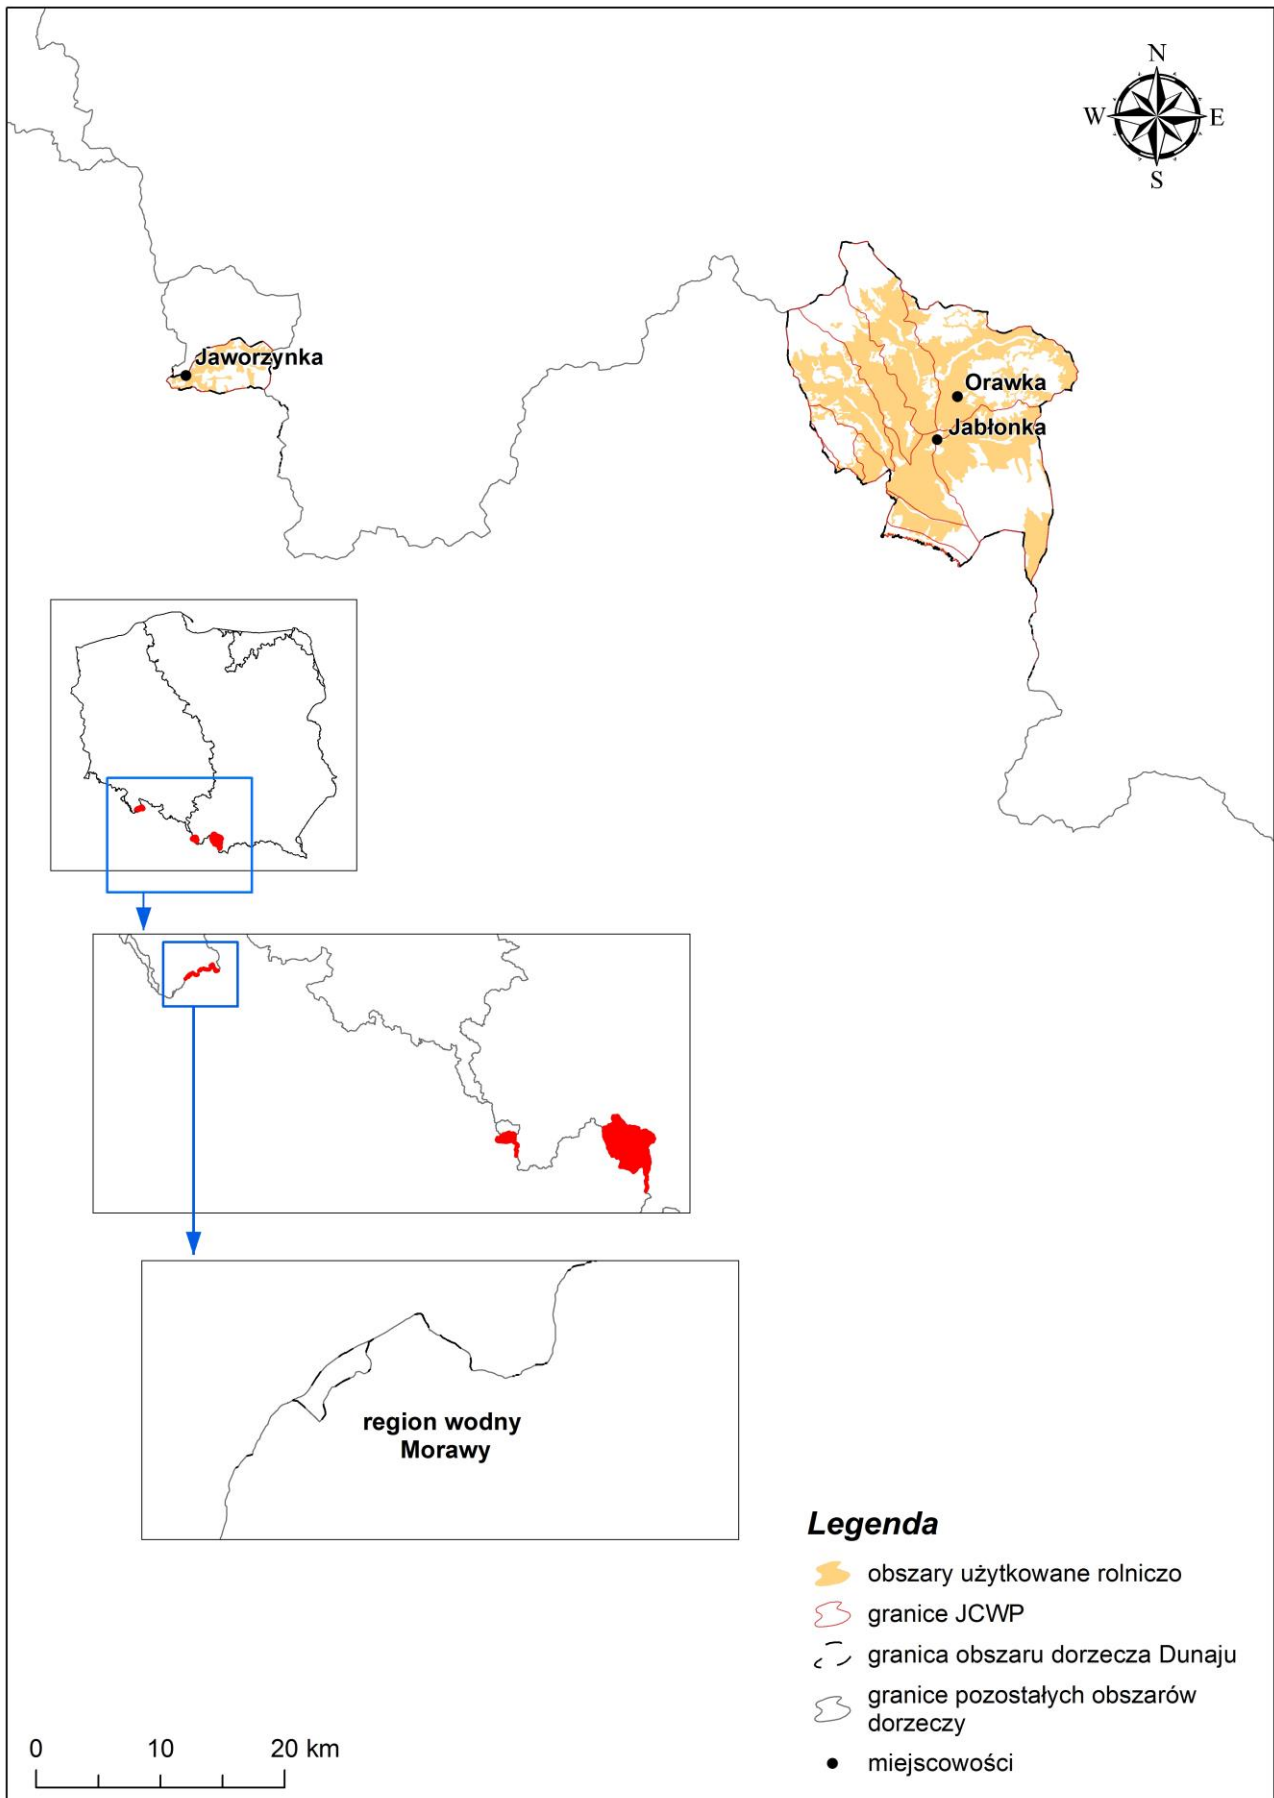 N
W E
S
Jaworzynka
Orawka
Jabłonka
region wodny
Morawy
Legenda
obszary użytkowane rolniczo
granice JCWP
granica obszaru dorzecza Dunaju
granice pozostałych obszarów
dorzeczy
miejscowości
0 10 20 km